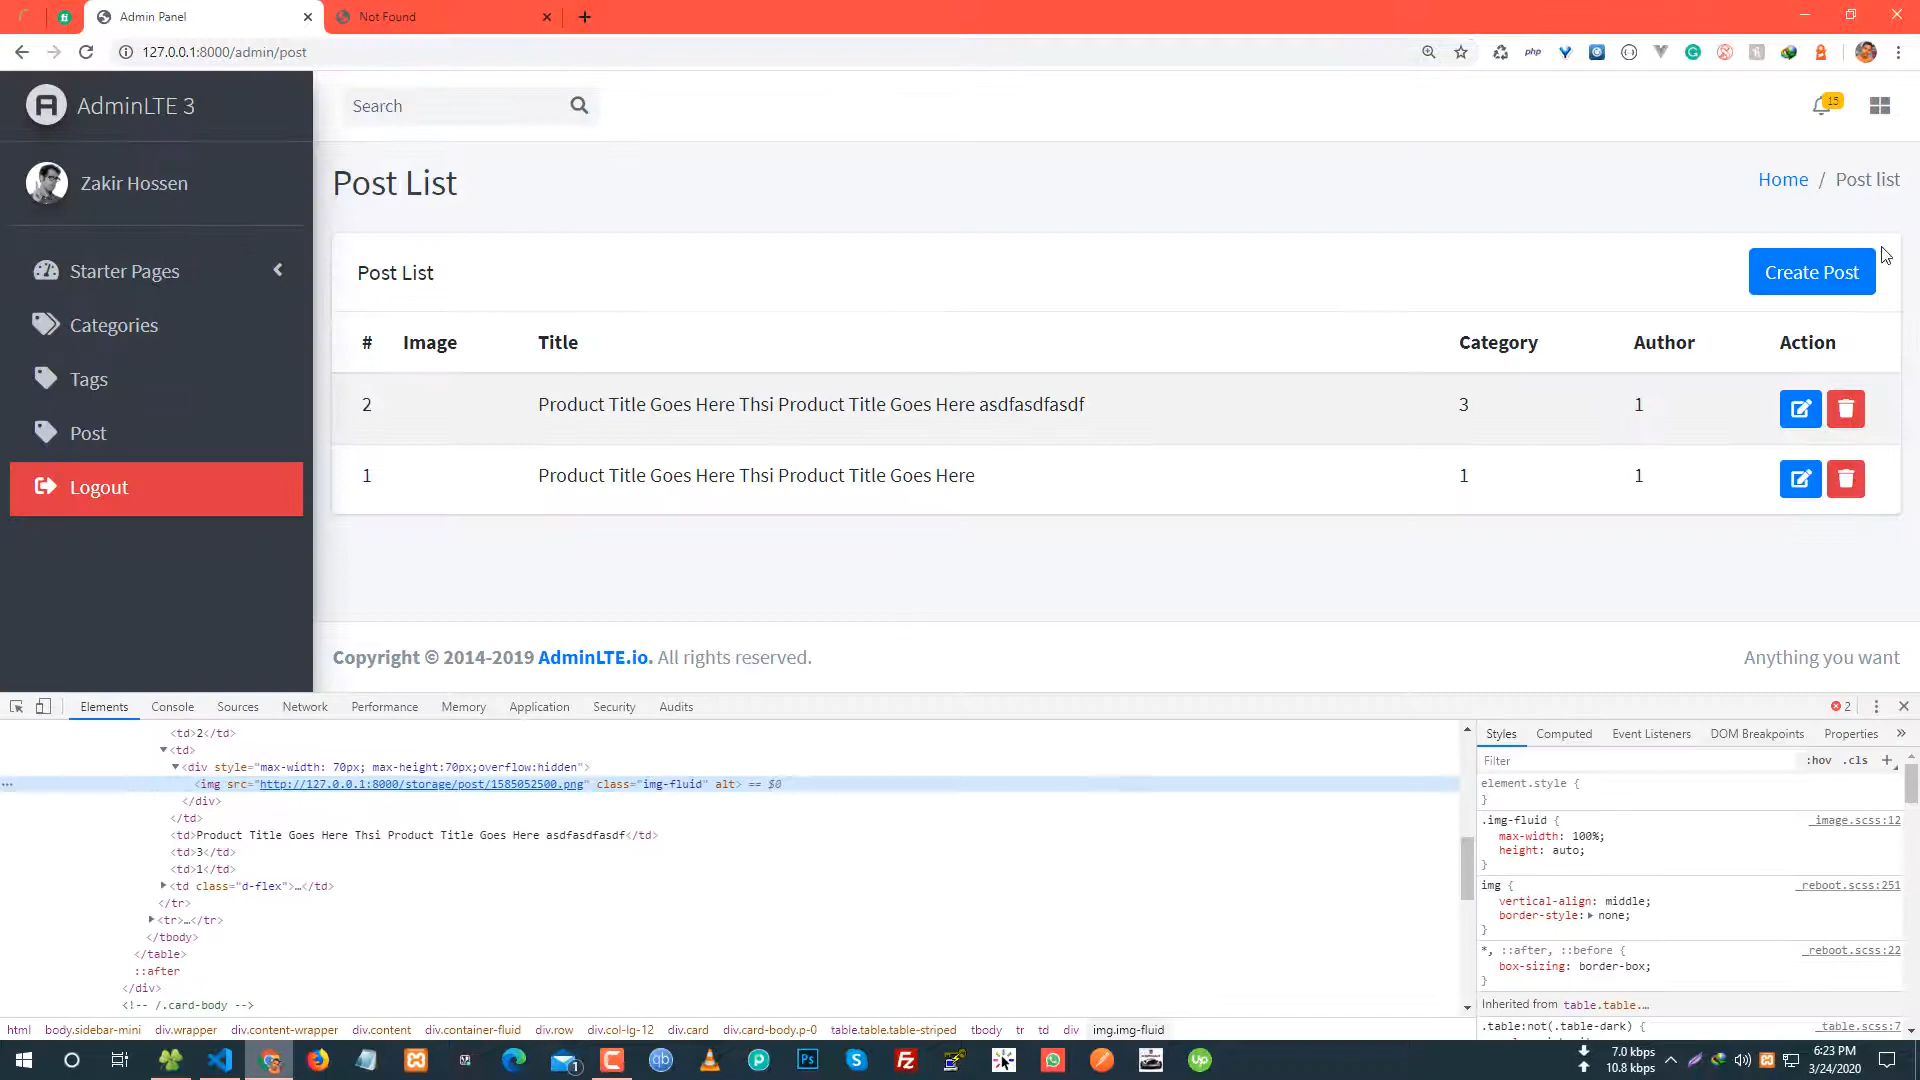 Admin Panel
Not Found
127.0.0.1:8000/admin/post
php
AdminLTE 3
Search
15
Zakir Hossen
Post List
Home / Post list
Starter Pages
Categories
Tags
Post
Logout
Post List
Create Post
# Image Title Category Author Action
2 Product Title Goes Here Thsi Product Title Goes Here asdfasdfasdf 3 1
1 Product Title Goes Here Thsi Product Title Goes Here 1 1
Copyright © 2014-2019 AdminLTE.io. All rights reserved.
Anything you want
Elements Console Sources Network Performance Memory Application Security Audits
2
<td>2</td>
<td>
<div style="max-width: 70px; max-height:70px;overflow:hidden">
<img src="http://127.0.0.1:8000/storage/post/1585052500.png" class="img-fluid" alt> == $0
</div>
</td>
<td>Product Title Goes Here Thsi Product Title Goes Here asdfasdfasdf</td>
<td>3</td>
<td>1</td>
<td class="d-flex">…</td>
</tr>
<tr>…</tr>
</tbody>
</table>
::after
</div>
<!-- /.card-body -->
Styles Computed Event Listeners DOM Breakpoints Properties »
Filter :hov .cls +
element.style {
}
.img-fluid { _image.scss:12
max-width: 100%;
height: auto;
}
img { _reboot.scss:251
vertical-align: middle;
border-style: none;
}
*, ::after, ::before { _reboot.scss:22
box-sizing: border-box;
}
Inherited from table.table.…
.table:not(.table-dark) { _table.scss:7
html body.sidebar-mini div.wrapper div.content-wrapper div.content div.container-fluid div.row div.col-lg-12 div.card div.card-body.p-0 table.table.table-striped tbody tr td div img.img-fluid
7.0 kbps
10.8 kbps
6:23 PM
3/24/2020